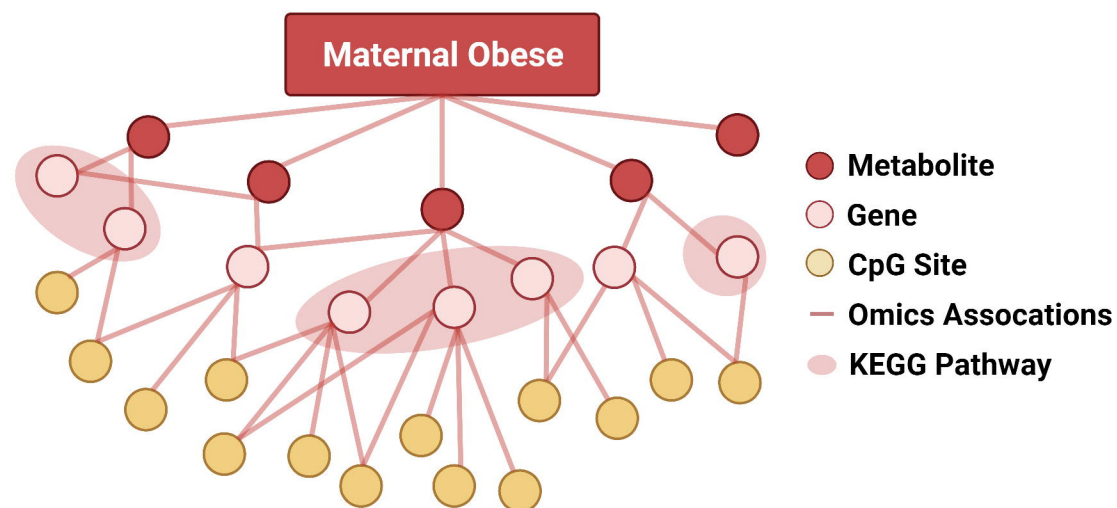 Maternal Obese
Metabolite
Gene
CpG Site
Omics Assocations
KEGG Pathway